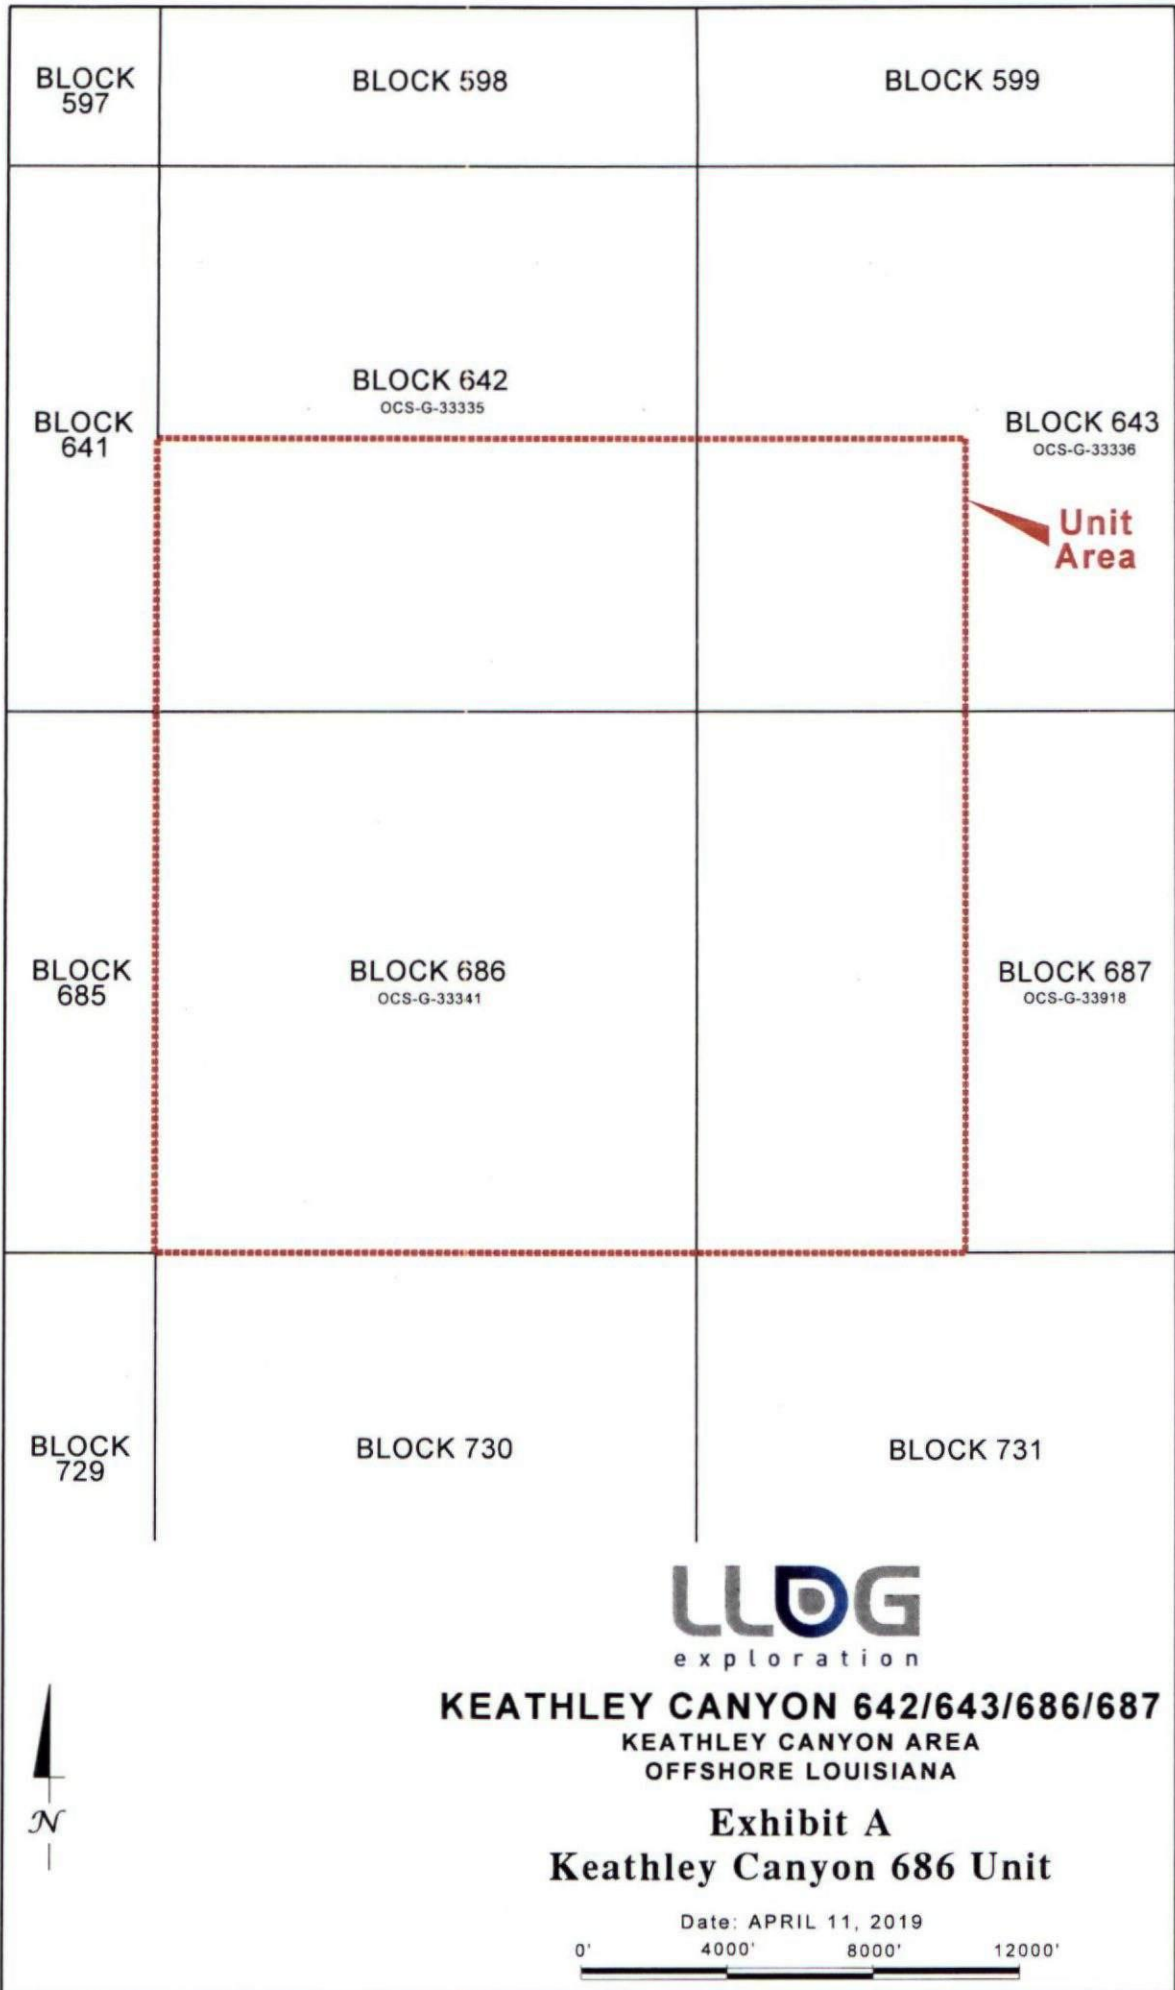 BLOCK
597
BLOCK 598
BLOCK 599
BLOCK 642
OCS-G-33335
BLOCK
641
BLOCK 643
OCS-G-33336
Unit
Area
BLOCK
685
BLOCK 686
OCS-G-33341
BLOCK 687
OCS-G-33918
BLOCK
729
BLOCK 730
BLOCK 731
LLOG
exploration
KEATHLEY CANYON 642/643/686/687
KEATHLEY CANYON AREA
OFFSHORE LOUISIANA
N
Exhibit A
Keathley Canyon 686 Unit
Date: APRIL 11, 2019
0' 4000' 8000' 12000'